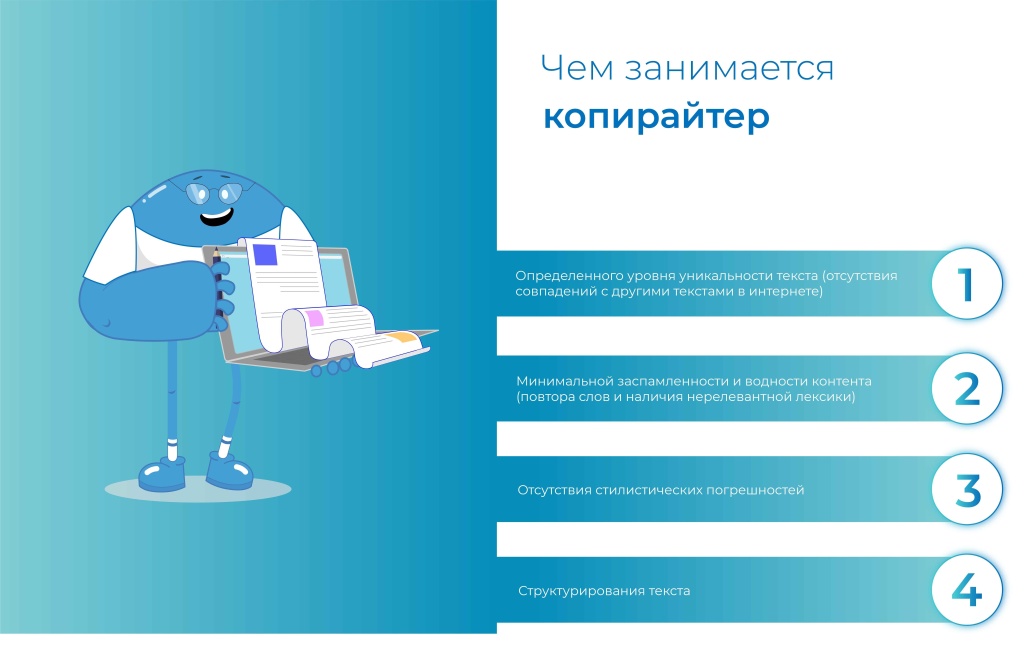 Чем занимается
копирайтер
Определенного уровня уникальности текста (отсутствия
совпадений с другими текстами в интернете)
1
Минимальной заспамленности и водности контента
(повтора слов и наличия нерелевантной лексики)
2
Отсутствия стилистических погрешностей
3
Структурирования текста
4